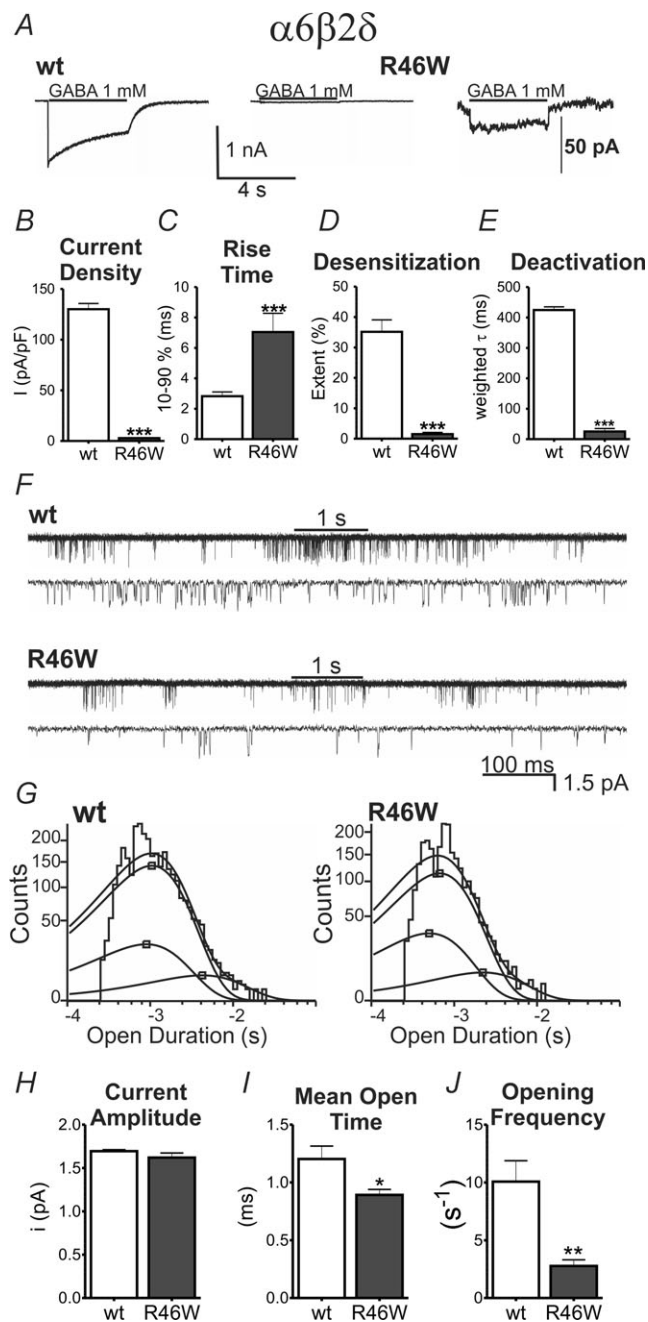 α6β2δ
A
wt
R46W
GABA 1 mM
GABA 1 mM
GABA 1 mM
1 nA
4 s
50 pA
B
Current
Density
I (pA/pF)
150
100
50
0
***
wt R46W
C
Rise
Time
10-90 % (ms)
10
8
6
4
2
0
***
wt R46W
D
Desensitization
Extent (%)
50
40
30
20
10
0
***
wt R46W
E
Deactivation
weighted τ (ms)
500
400
300
200
100
0
***
wt R46W
F
wt
1 s
R46W
1 s
100 ms
1.5 pA
G
wt
Counts
200
150
100
50
0
-4 -3 -2 -1
Open Duration (s)
R46W
Counts
200
150
100
50
0
-4 -3 -2 -1
Open Duration (s)
H
Current
Amplitude
i (pA)
2.0
1.5
1.0
0.5
0.0
wt R46W
I
Mean Open
Time
(ms)
1.5
1.0
0.5
0.0
*
wt R46W
J
Opening
Frequency
(s-1)
15
10
5
0
**
wt R46W